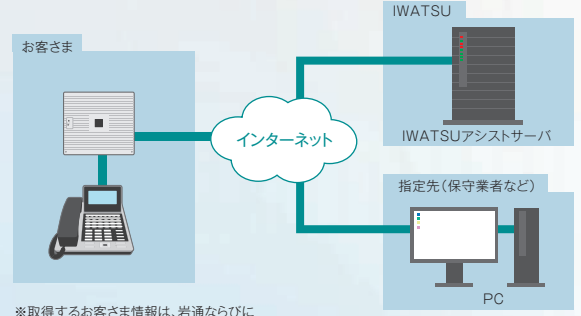 IWATSU
お客さま
インターネット
IWATSUアシストサーバ
指定先（保守業者など）
PC
※取得するお客さま情報は、岩通ならびに